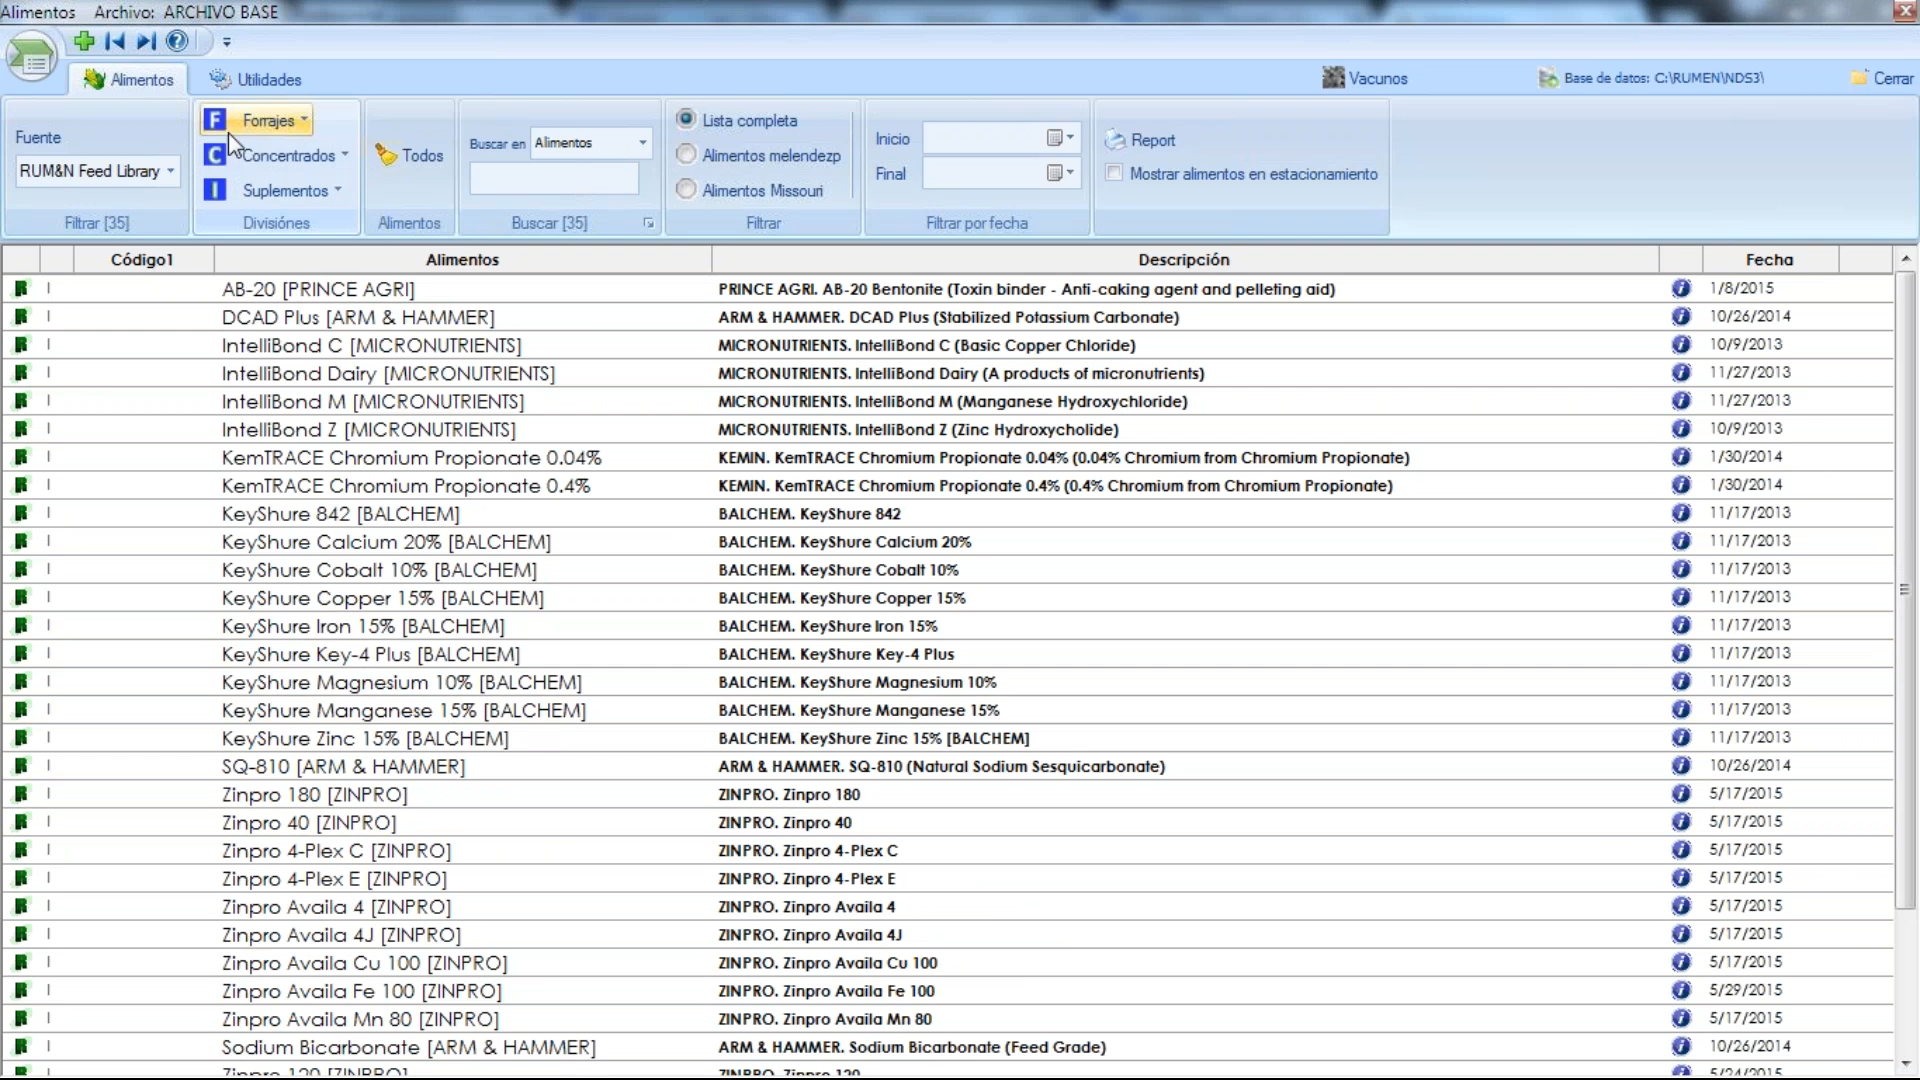 Alimentos Archivo: ARCHIVO BASE
Alimentos Utilidades Vacunos Base de datos: C:\RUMEN\NDS3\ Cerrar
Fuente
RUM&N Feed Library
Filtrar [35]
F Forrajes
C Concentrados
I Suplementos
Divisiónes
Todos
Alimentos
Buscar en Alimentos
Buscar [35]
Lista completa
Alimentos melendezp
Alimentos Missouri
Filtrar
Inicio
Final
Filtrar por fecha
Report
Mostrar alimentos en estacionamiento
Código1 Alimentos Descripción Fecha
I AB-20 [PRINCE AGRI] PRINCE AGRI. AB-20 Bentonite (Toxin binder - Anti-caking agent and pelleting aid) 1/8/2015
I DCAD Plus [ARM & HAMMER] ARM & HAMMER. DCAD Plus (Stabilized Potassium Carbonate) 10/26/2014
I IntelliBond C [MICRONUTRIENTS] MICRONUTRIENTS. IntelliBond C (Basic Copper Chloride) 10/9/2013
I IntelliBond Dairy [MICRONUTRIENTS] MICRONUTRIENTS. IntelliBond Dairy (A products of micronutrients) 11/27/2013
I IntelliBond M [MICRONUTRIENTS] MICRONUTRIENTS. IntelliBond M (Manganese Hydroxychloride) 11/27/2013
I IntelliBond Z [MICRONUTRIENTS] MICRONUTRIENTS. IntelliBond Z (Zinc Hydroxycholide) 10/9/2013
I KemTRACE Chromium Propionate 0.04% KEMIN. KemTRACE Chromium Propionate 0.04% (0.04% Chromium from Chromium Propionate) 1/30/2014
I KemTRACE Chromium Propionate 0.4% KEMIN. KemTRACE Chromium Propionate 0.4% (0.4% Chromium from Chromium Propionate) 1/30/2014
I KeyShure 842 [BALCHEM] BALCHEM. KeyShure 842 11/17/2013
I KeyShure Calcium 20% [BALCHEM] BALCHEM. KeyShure Calcium 20% 11/17/2013
I KeyShure Cobalt 10% [BALCHEM] BALCHEM. KeyShure Cobalt 10% 11/17/2013
I KeyShure Copper 15% [BALCHEM] BALCHEM. KeyShure Copper 15% 11/17/2013
I KeyShure Iron 15% [BALCHEM] BALCHEM. KeyShure Iron 15% 11/17/2013
I KeyShure Key-4 Plus [BALCHEM] BALCHEM. KeyShure Key-4 Plus 11/17/2013
I KeyShure Magnesium 10% [BALCHEM] BALCHEM. KeyShure Magnesium 10% 11/17/2013
I KeyShure Manganese 15% [BALCHEM] BALCHEM. KeyShure Manganese 15% 11/17/2013
I KeyShure Zinc 15% [BALCHEM] BALCHEM. KeyShure Zinc 15% [BALCHEM] 11/17/2013
I SQ-810 [ARM & HAMMER] ARM & HAMMER. SQ-810 (Natural Sodium Sesquicarbonate) 10/26/2014
I Zinpro 180 [ZINPRO] ZINPRO. Zinpro 180 5/17/2015
I Zinpro 40 [ZINPRO] ZINPRO. Zinpro 40 5/17/2015
I Zinpro 4-Plex C [ZINPRO] ZINPRO. Zinpro 4-Plex C 5/17/2015
I Zinpro 4-Plex E [ZINPRO] ZINPRO. Zinpro 4-Plex E 5/17/2015
I Zinpro Availa 4 [ZINPRO] ZINPRO. Zinpro Availa 4 5/17/2015
I Zinpro Availa 4J [ZINPRO] ZINPRO. Zinpro Availa 4J 5/17/2015
I Zinpro Availa Cu 100 [ZINPRO] ZINPRO. Zinpro Availa Cu 100 5/17/2015
I Zinpro Availa Fe 100 [ZINPRO] ZINPRO. Zinpro Availa Fe 100 5/29/2015
I Zinpro Availa Mn 80 [ZINPRO] ZINPRO. Zinpro Availa Mn 80 5/17/2015
I Sodium Bicarbonate [ARM & HAMMER] ARM & HAMMER. Sodium Bicarbonate (Feed Grade) 10/26/2014
Zinpro 120 [ZINPRO] ZINPRO. Zinpro 120 5/24/2015